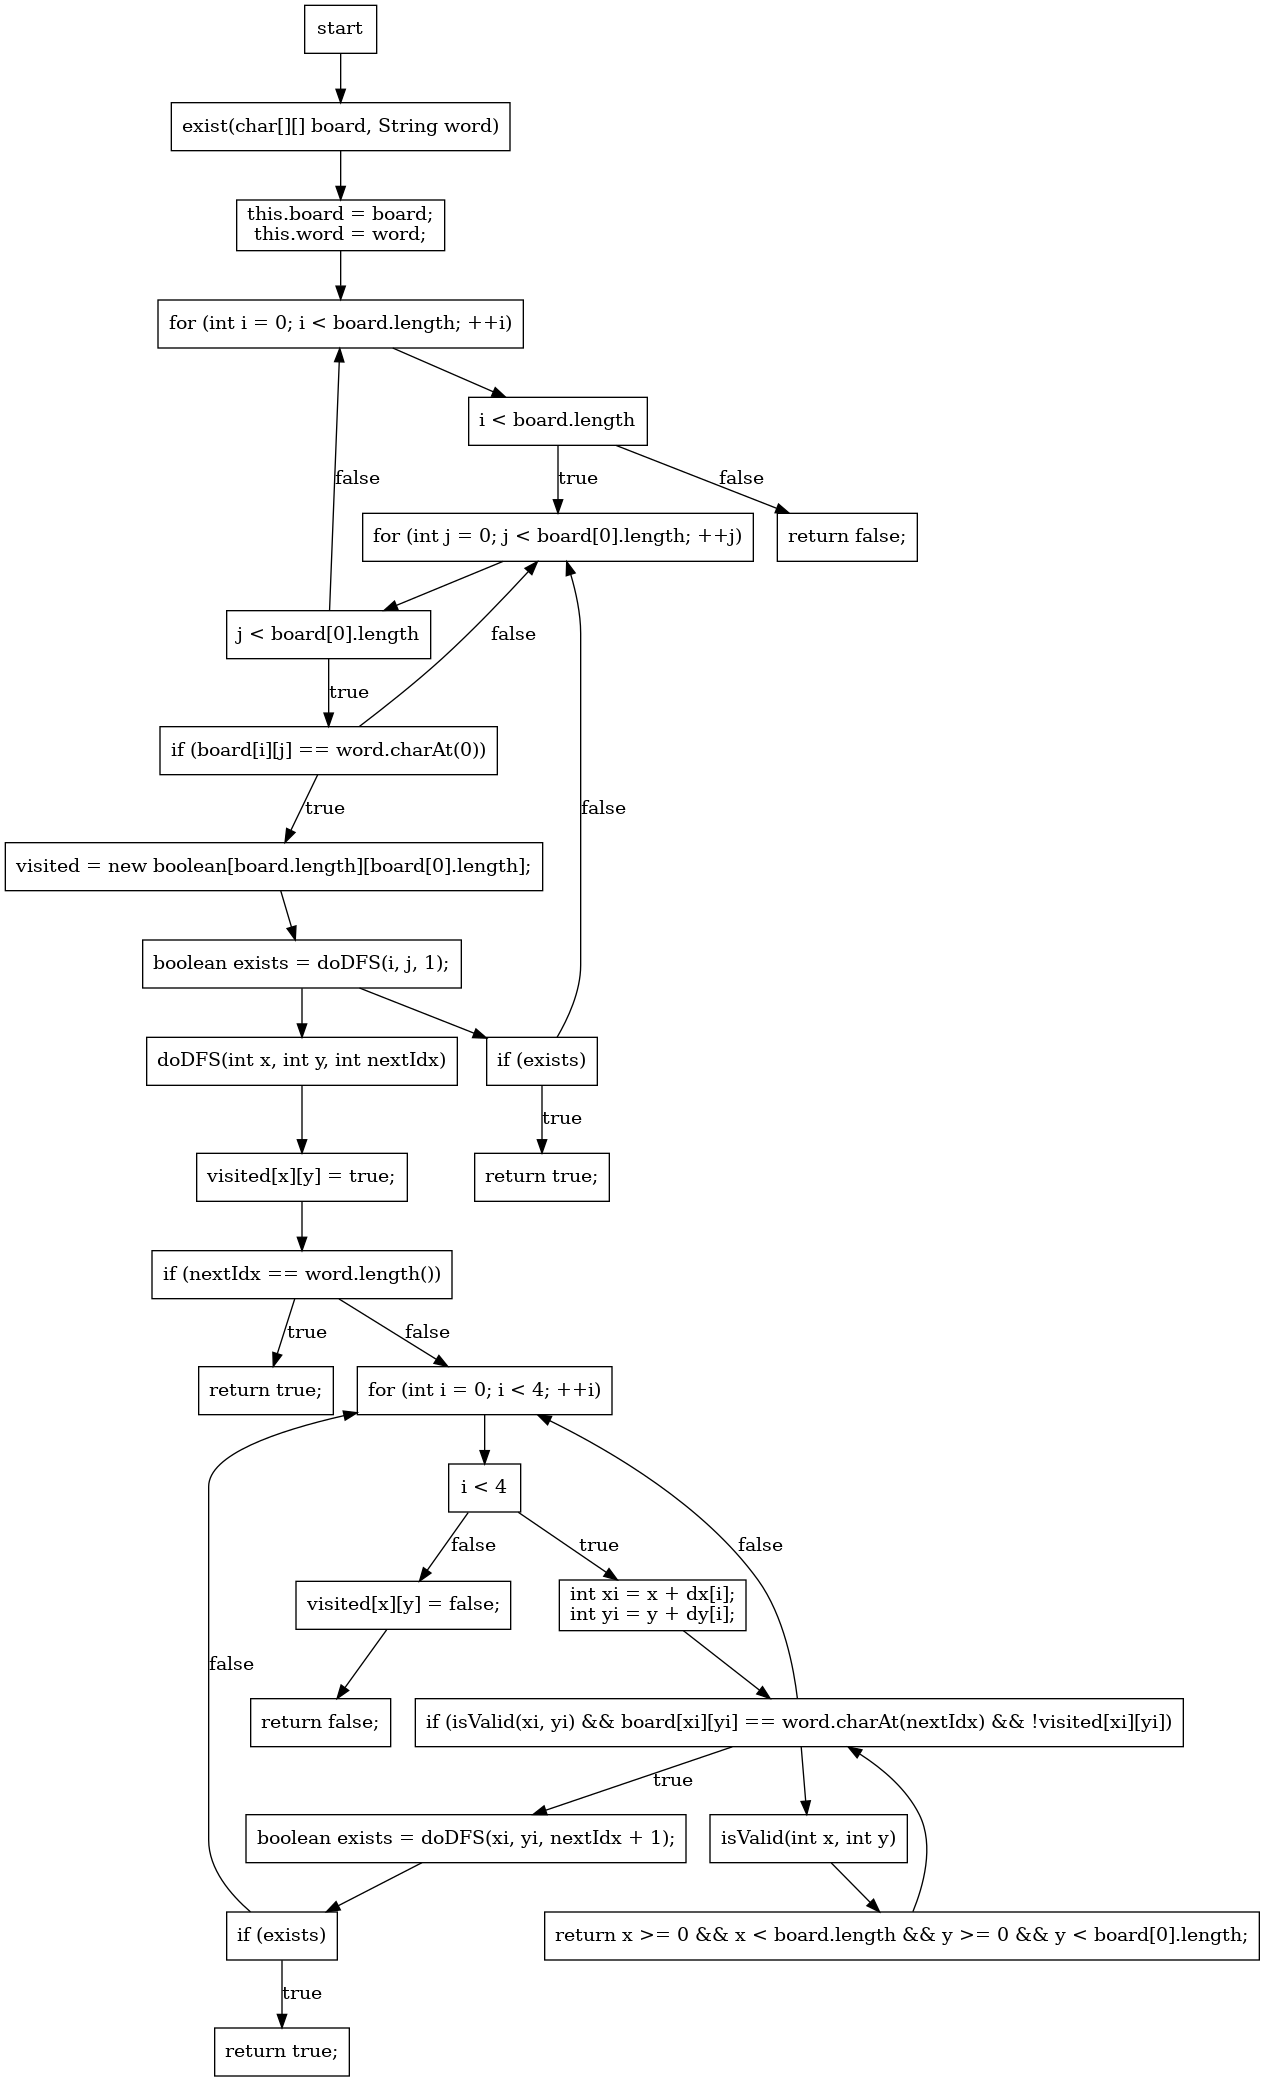 start
exist(char[][] board, String word)
this.board = board;
this.word = word;
for (int i = 0; i < board.length; ++i)
i < board.length
false
true
false
for (int j = 0; j < board[0].length; ++j)
return false;
j < board[0].length
false
true
if (board[i][j] == word.charAt(0))
true
false
visited = new boolean[board.length][board[0].length];
boolean exists = doDFS(i, j, 1);
doDFS(int x, int y, int nextIdx)
if (exists)
true
visited[x][y] = true;
return true;
if (nextIdx == word.length())
true
false
return true;
for (int i = 0; i < 4; ++i)
i < 4
false
true
false
visited[x][y] = false;
int xi = x + dx[i];
int yi = y + dy[i];
false
return false;
if (isValid(xi, yi) && board[xi][yi] == word.charAt(nextIdx) && !visited[xi][yi])
true
boolean exists = doDFS(xi, yi, nextIdx + 1);
isValid(int x, int y)
if (exists)
return x >= 0 && x < board.length && y >= 0 && y < board[0].length;
true
return true;